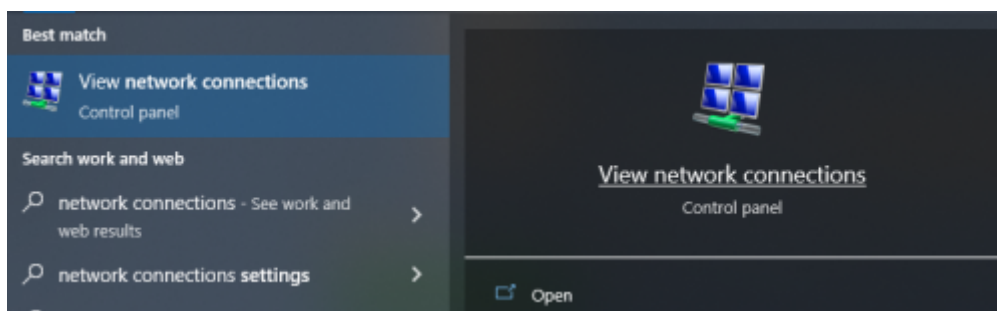 Best match
View network connections
Control panel
Search work and web
network connections - See work and
web results
network connections settings
View network connections
Control panel
Open